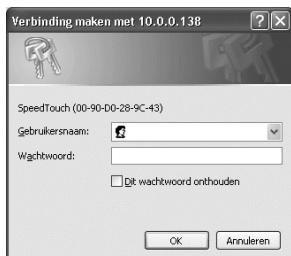 Verbinding maken met 10.0.0.138
SpeedTouch (00-90-D0-28-9C-43)
Gebruikersnaam:
Wachtwoord:
Dit wachtwoord onthouden
OK Annuleren